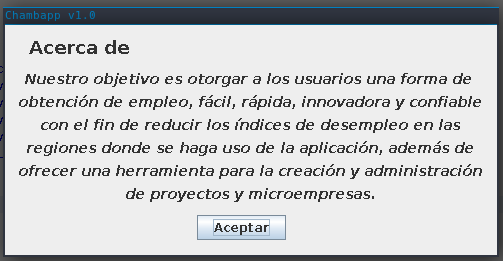 Chambapp v1.0
Acerca de
Nuestro objetivo es otorgar a los usuarios una forma de
obtención de empleo, fácil, rápida, innovadora y confiable
con el fin de reducir los índices de desempleo en las
regiones donde se haga uso de la aplicación, además de
ofrecer una herramienta para la creación y administración
de proyectos y microempresas.
Aceptar